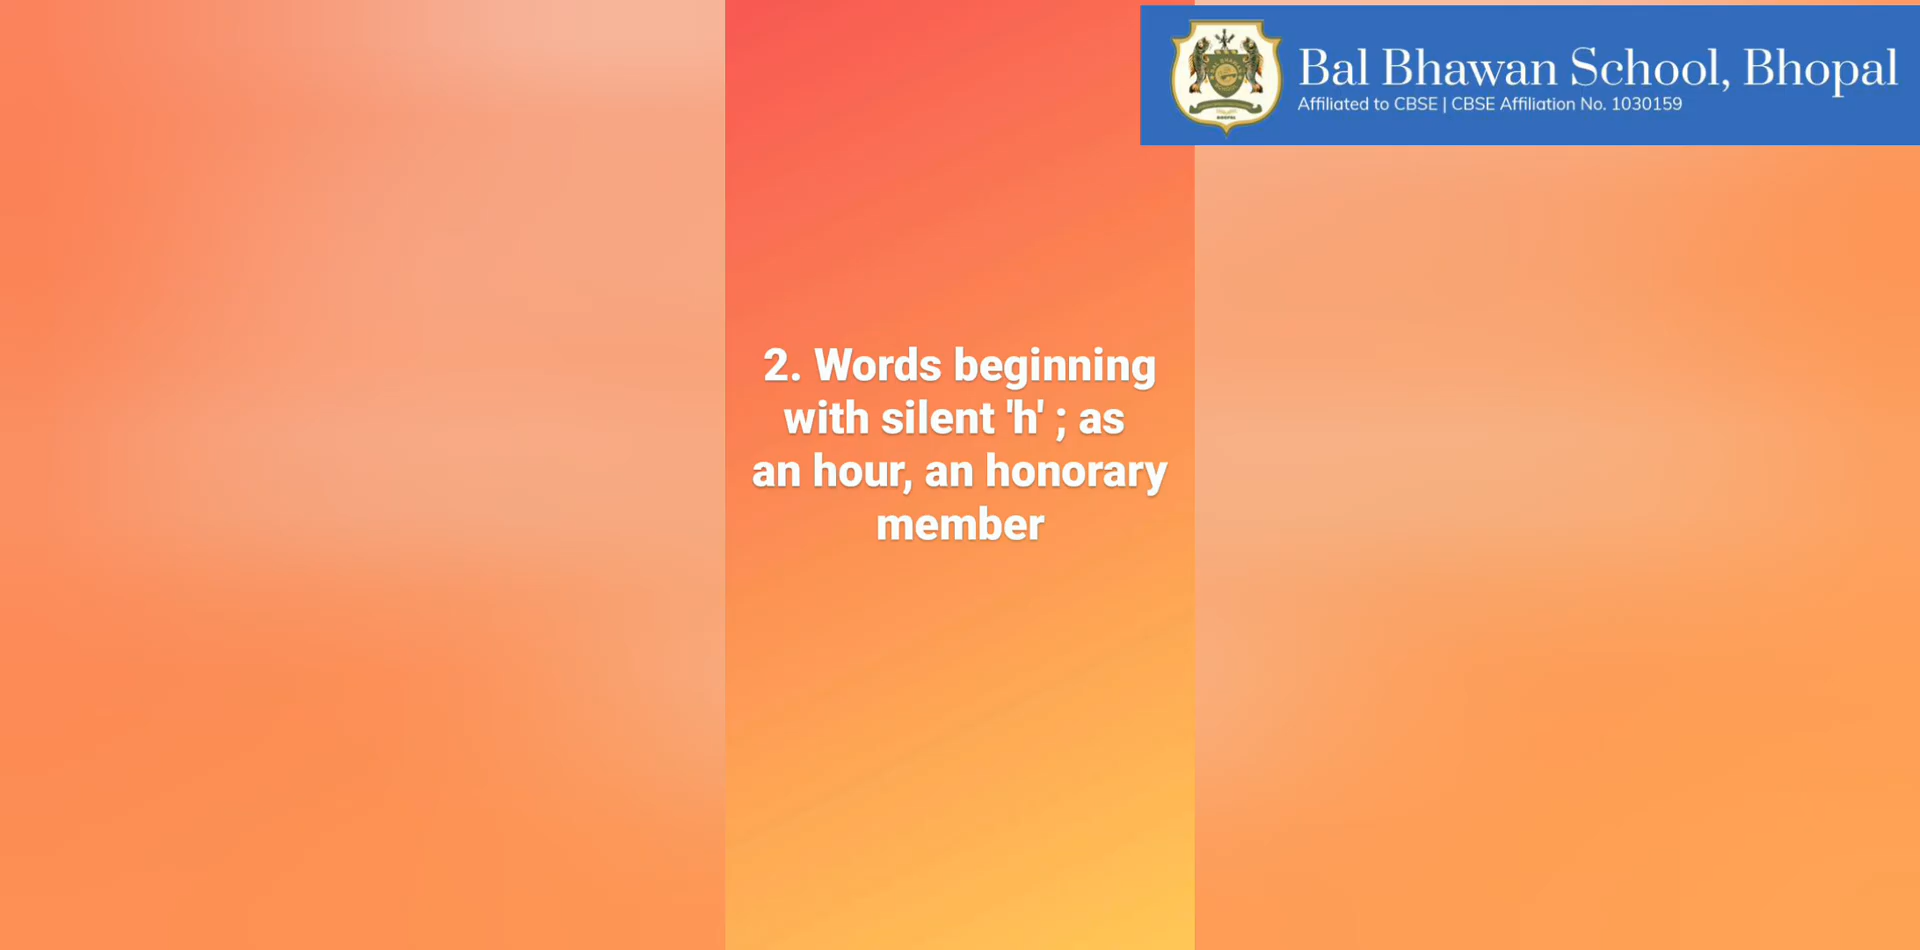 Bal Bhawan School, Bhopal
Affiliated to CBSE | CBSE Affiliation No. 1030159
2. Words beginning
with silent 'h' ; as
an hour, an honorary
member